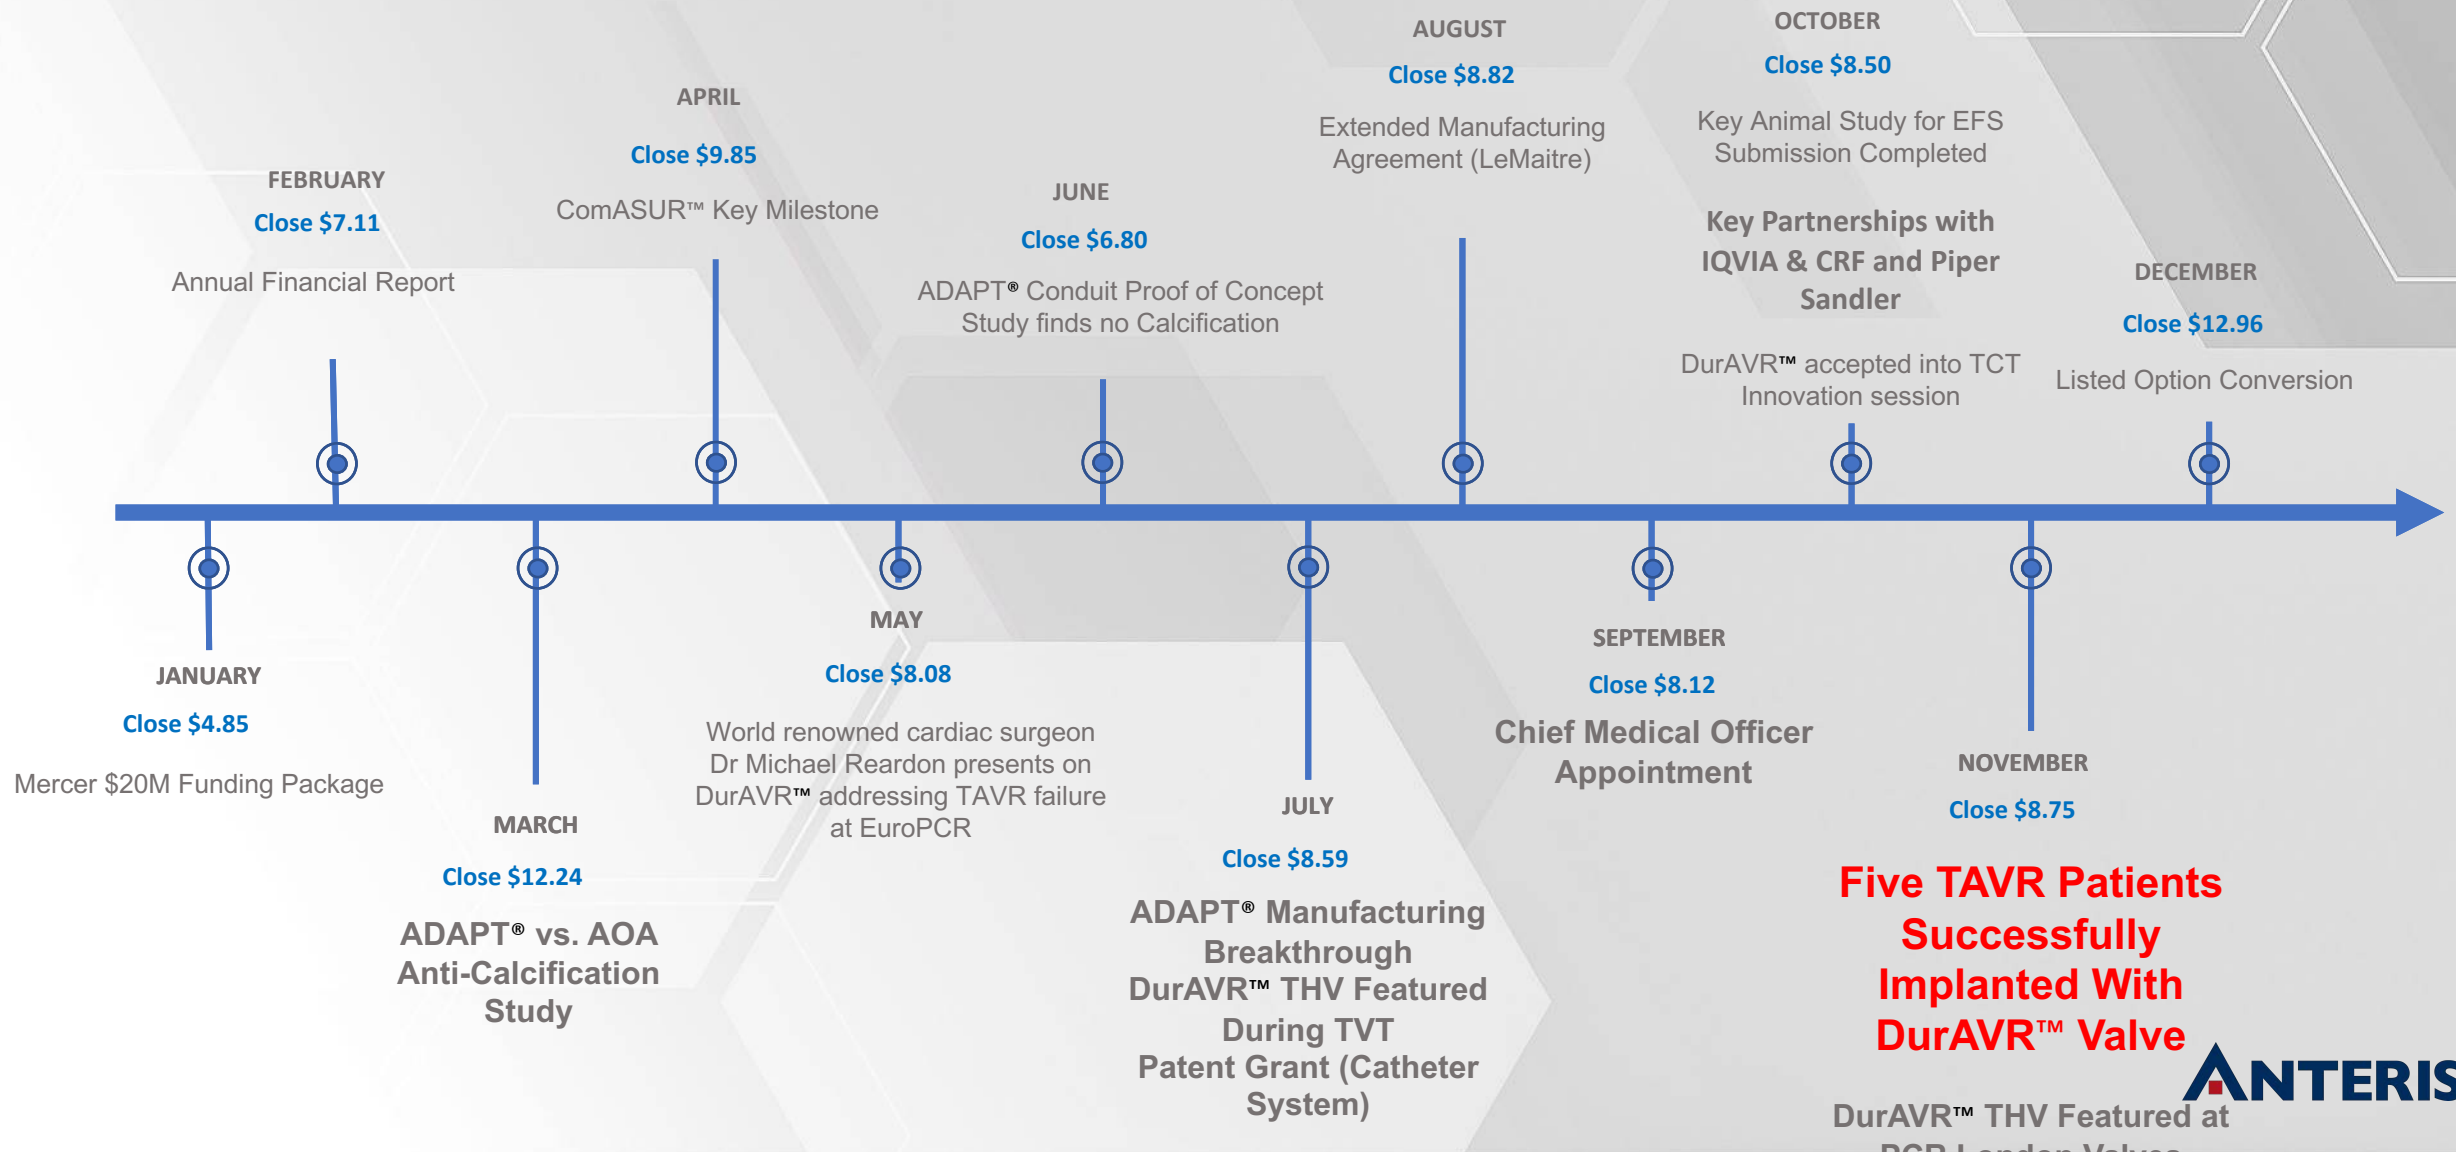 JANUARY
Close $4.85
Mercer $20M Funding Package
FEBRUARY
Close $7.11
Annual Financial Report
MARCH
Close $12.24
ADAPT® vs. AOA
Anti-Calcification
Study
APRIL
Close $9.85
ComASUR™ Key Milestone
MAY
Close $8.08
World renowned cardiac surgeon
Dr Michael Reardon presents on
DurAVR™ addressing TAVR failure
at EuroPCR
JUNE
Close $6.80
ADAPT® Conduit Proof of Concept
Study finds no Calcification
JULY
Close $8.59
ADAPT® Manufacturing
Breakthrough
DurAVR™ THV Featured
During TVT
Patent Grant (Catheter
System)
AUGUST
Close $8.82
Extended Manufacturing
Agreement (LeMaitre)
SEPTEMBER
Close $8.12
Chief Medical Officer
Appointment
OCTOBER
Close $8.50
Key Animal Study for EFS
Submission Completed
Key Partnerships with
IQVIA & CRF and Piper
Sandler
DurAVR™ accepted into TCT
Innovation session
NOVEMBER
Close $8.75
Five TAVR Patients
Successfully
Implanted With
DurAVR™ Valve
DurAVR™ THV Featured at
PCR London Valves
DECEMBER
Close $12.96
Listed Option Conversion
ANTERIS